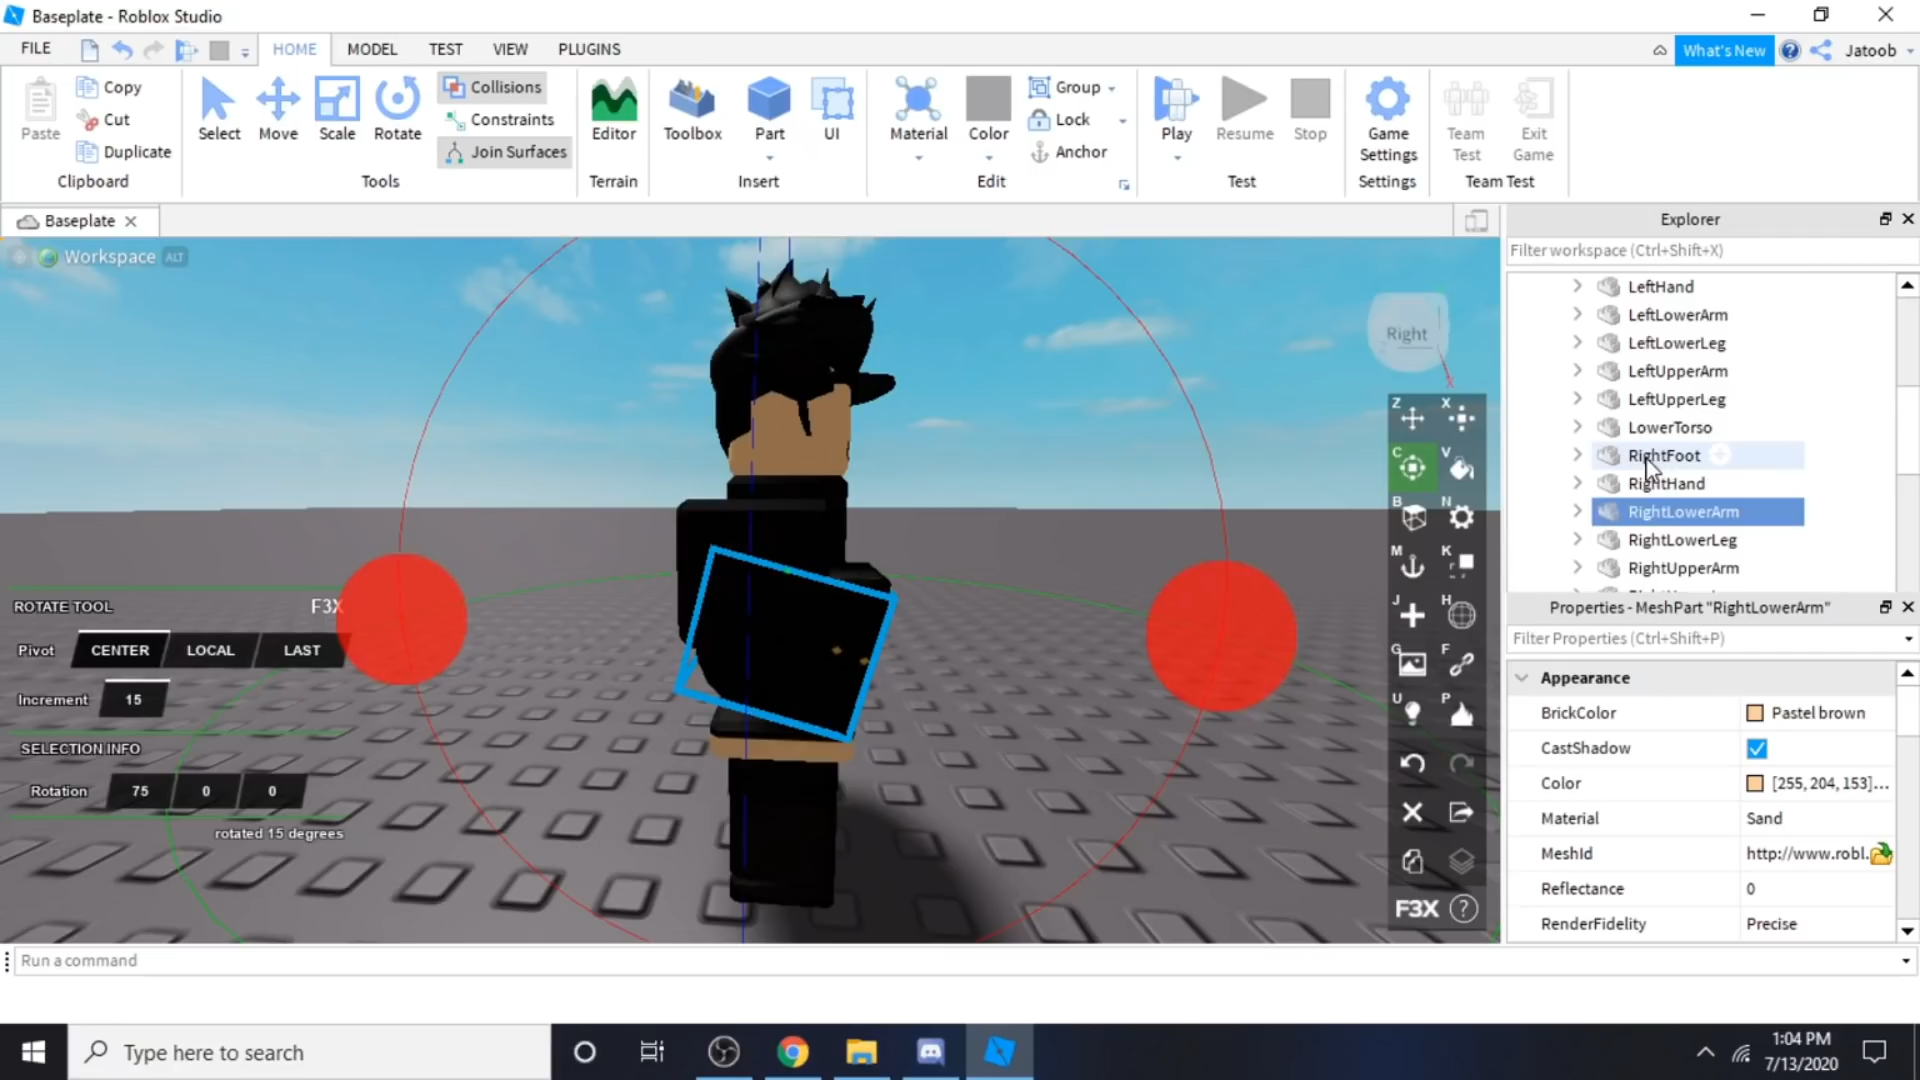 Baseplate - Roblox Studio
FILE HOME MODEL TEST VIEW PLUGINS What's New Jatoob
Paste Copy Cut Duplicate Clipboard
Select Move Scale Rotate Collisions Constraints Join Surfaces Tools
Editor Terrain
Toolbox Part UI Insert
Material Color Group Lock Anchor Edit
Play Resume Stop Test
Game Settings Settings
Team Test Exit Game Team Test
Baseplate
Workspace ALT
Right
X
Z X
C V
B N
M K
J H
G F
U P
F3X ?
ROTATE TOOL F3X
Pivot CENTER LOCAL LAST
Increment 15
SELECTION INFO
Rotation 75 0 0
rotated 15 degrees
Explorer
Filter workspace (Ctrl+Shift+X)
LeftHand
LeftLowerArm
LeftLowerLeg
LeftUpperArm
LeftUpperLeg
LowerTorso
RightFoot
RightHand
RightLowerArm
RightLowerLeg
RightUpperArm
Properties - MeshPart "RightLowerArm"
Filter Properties (Ctrl+Shift+P)
Appearance
BrickColor Pastel brown
CastShadow
Color [255, 204, 153]...
Material Sand
MeshId http://www.robl.
Reflectance 0
RenderFidelity Precise
Run a command
Type here to search
1:04 PM
7/13/2020